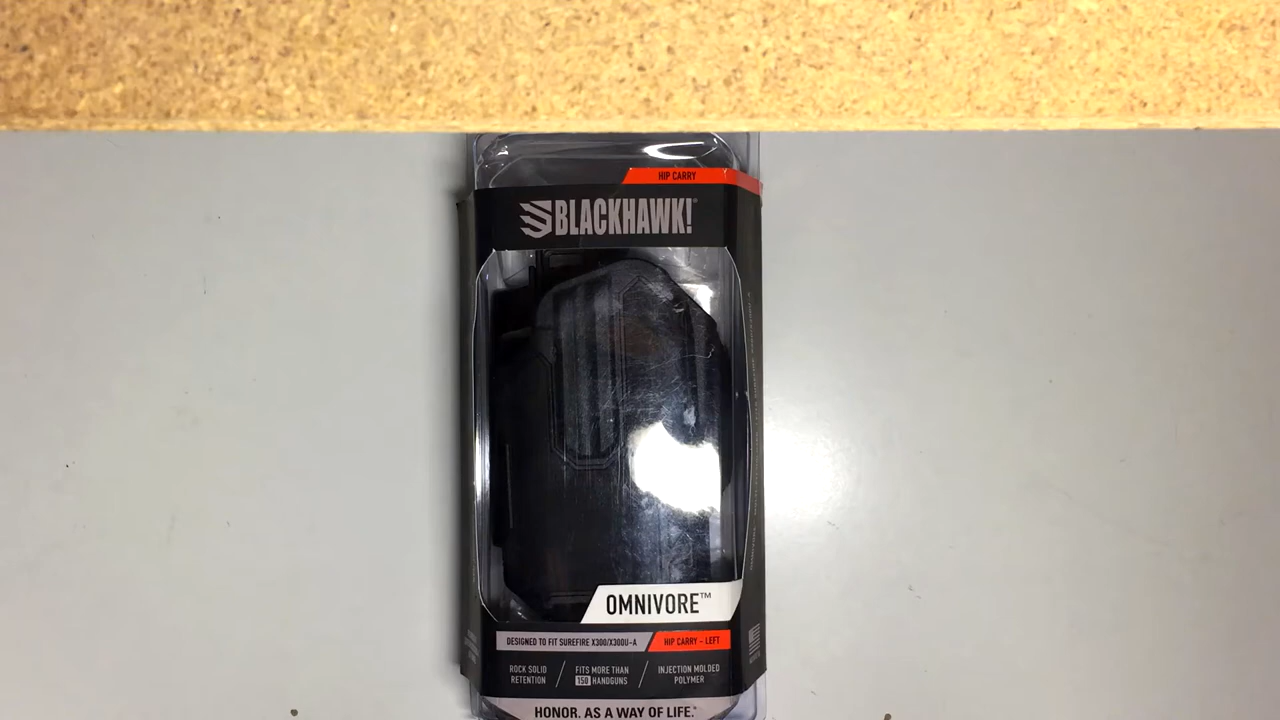 HIP CARRY
BLACKHAWK!
OMNIVORE™
DESIGNED TO FIT SUREFIRE X300/X300U-A
HIP CARRY - LEFT
ROCK SOLID
RETENTION
FITS MORE THAN
150 HANDGUNS
INJECTION MOLDED
POLYMER
HONOR. AS A WAY OF LIFE.